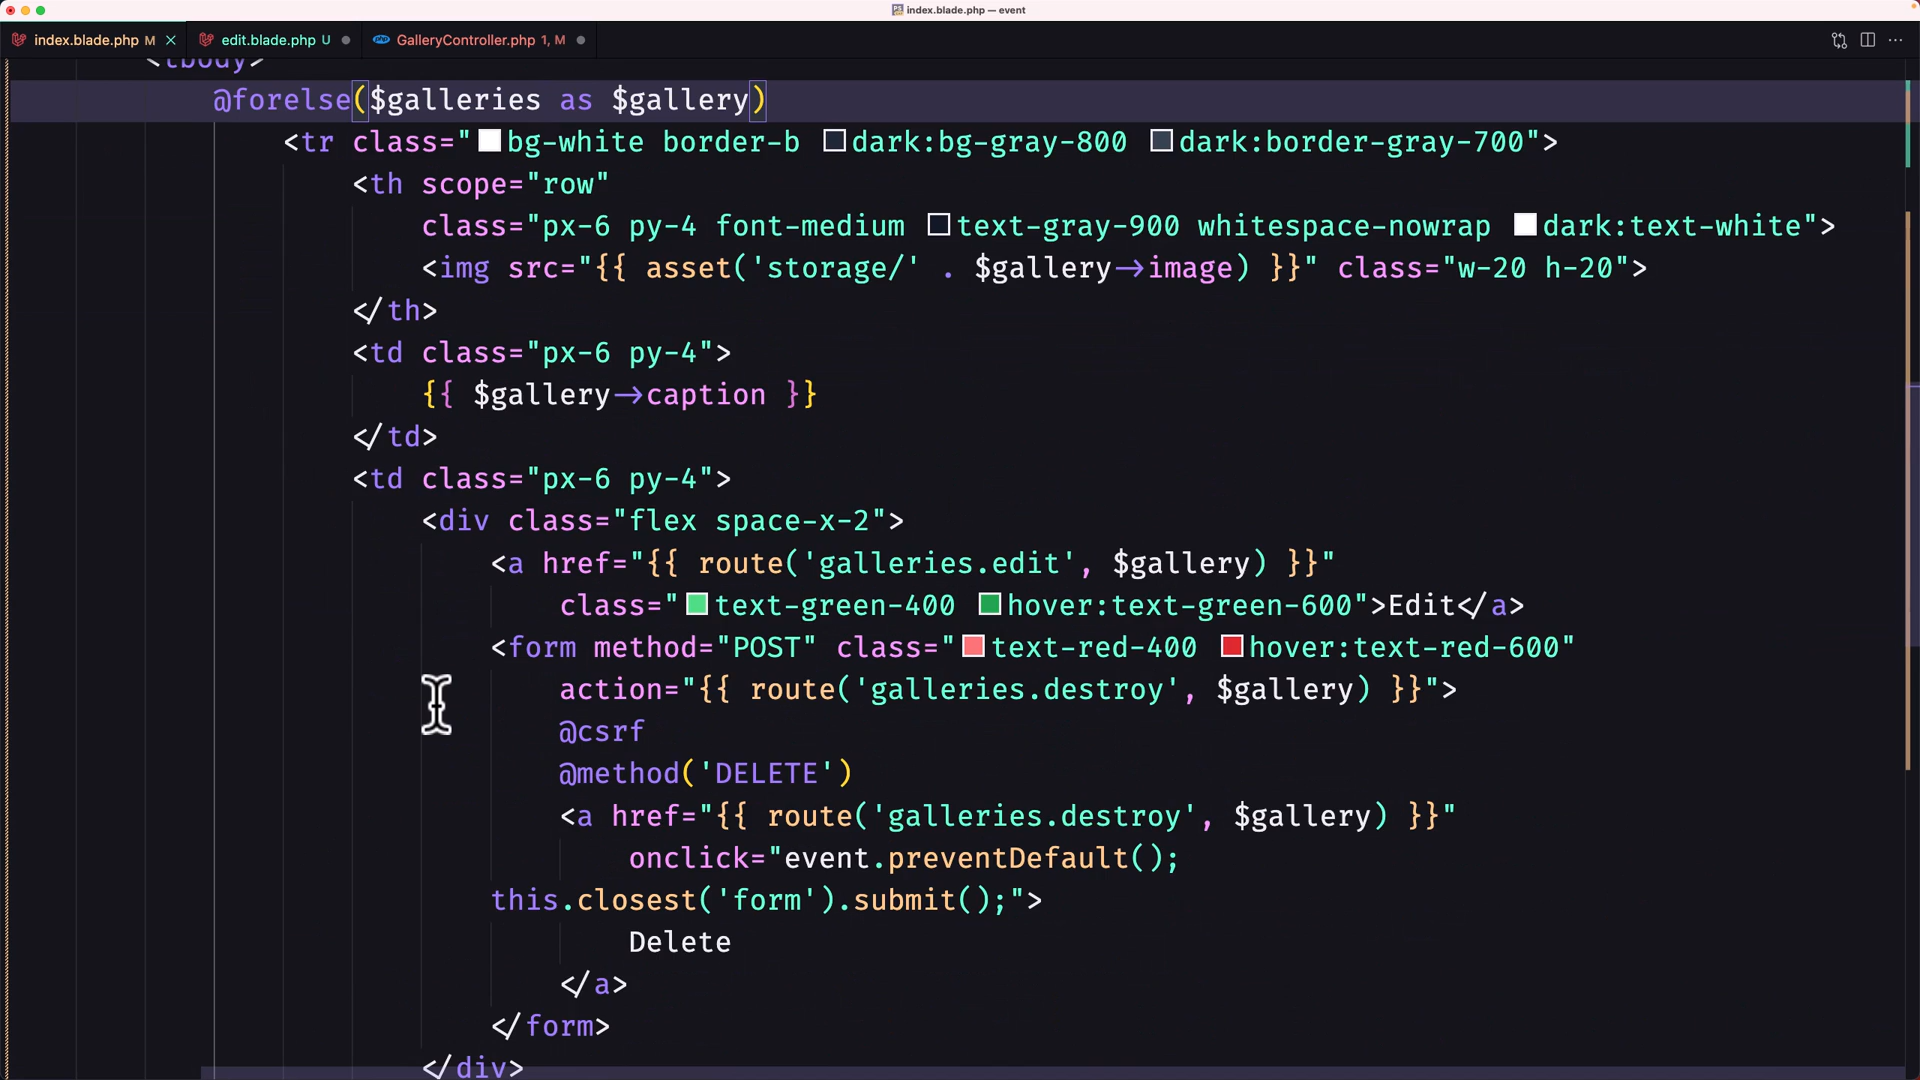 index.blade.php — event
index.blade.php M edit.blade.php U GalleryController.php 1, M
<tbody>
@forelse($galleries as $gallery)
<tr class="bg-white border-b dark:bg-gray-800 dark:border-gray-700">
<th scope="row"
class="px-6 py-4 font-medium text-gray-900 whitespace-nowrap dark:text-white">
<img src="{{ asset('storage/' . $gallery->image) }}" class="w-20 h-20">
</th>
<td class="px-6 py-4">
{{ $gallery->caption }}
</td>
<td class="px-6 py-4">
<div class="flex space-x-2">
<a href="{{ route('galleries.edit', $gallery) }}"
class="text-green-400 hover:text-green-600">Edit</a>
<form method="POST" class="text-red-400 hover:text-red-600"
action="{{ route('galleries.destroy', $gallery) }}">
@csrf
@method('DELETE')
<a href="{{ route('galleries.destroy', $gallery) }}"
onclick="event.preventDefault();
this.closest('form').submit();">
Delete
</a>
</form>
</div>